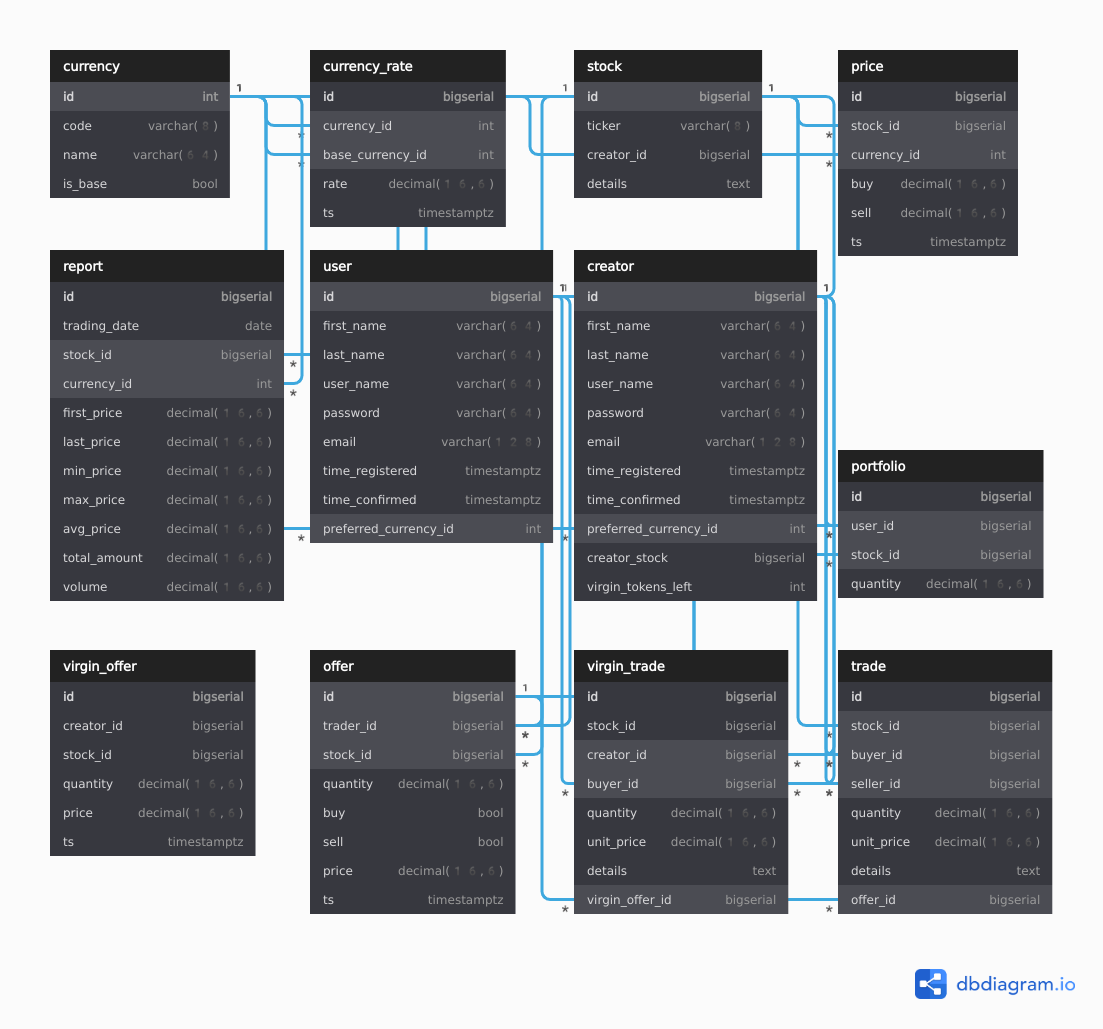 currency
id int
code varchar(8)
name varchar(64)
is_base bool
currency_rate
id bigserial
currency_id int
base_currency_id int
rate decimal(16,6)
ts timestamptz
stock
id bigserial
ticker varchar(8)
creator_id bigserial
details text
price
id bigserial
stock_id bigserial
currency_id int
buy decimal(16,6)
sell decimal(16,6)
ts timestamptz
1
1
1
*
*
*
*
report
id bigserial
trading_date date
stock_id bigserial
currency_id int
first_price decimal(16,6)
last_price decimal(16,6)
min_price decimal(16,6)
max_price decimal(16,6)
avg_price decimal(16,6)
total_amount decimal(16,6)
volume decimal(16,6)
user
id bigserial
first_name varchar(64)
last_name varchar(64)
user_name varchar(64)
password varchar(64)
email varchar(128)
time_registered timestamptz
time_confirmed timestamptz
preferred_currency_id int
creator
id bigserial
first_name varchar(64)
last_name varchar(64)
user_name varchar(64)
password varchar(64)
email varchar(128)
time_registered timestamptz
time_confirmed timestamptz
preferred_currency_id int
creator_stock bigserial
virgin_tokens_left int
1
1
*
*
*
*
portfolio
id bigserial
user_id bigserial
stock_id bigserial
quantity decimal(16,6)
*
*
virgin_offer
id bigserial
creator_id bigserial
stock_id bigserial
quantity decimal(16,6)
price decimal(16,6)
ts timestamptz
offer
id bigserial
trader_id bigserial
stock_id bigserial
quantity decimal(16,6)
buy bool
sell bool
price decimal(16,6)
ts timestamptz
1
*
*
virgin_trade
id bigserial
stock_id bigserial
creator_id bigserial
buyer_id bigserial
quantity decimal(16,6)
unit_price decimal(16,6)
details text
virgin_offer_id bigserial
*
*
*
*
trade
id bigserial
stock_id bigserial
buyer_id bigserial
seller_id bigserial
quantity decimal(16,6)
unit_price decimal(16,6)
details text
offer_id bigserial
*
*
*
*
dbdiagram.io